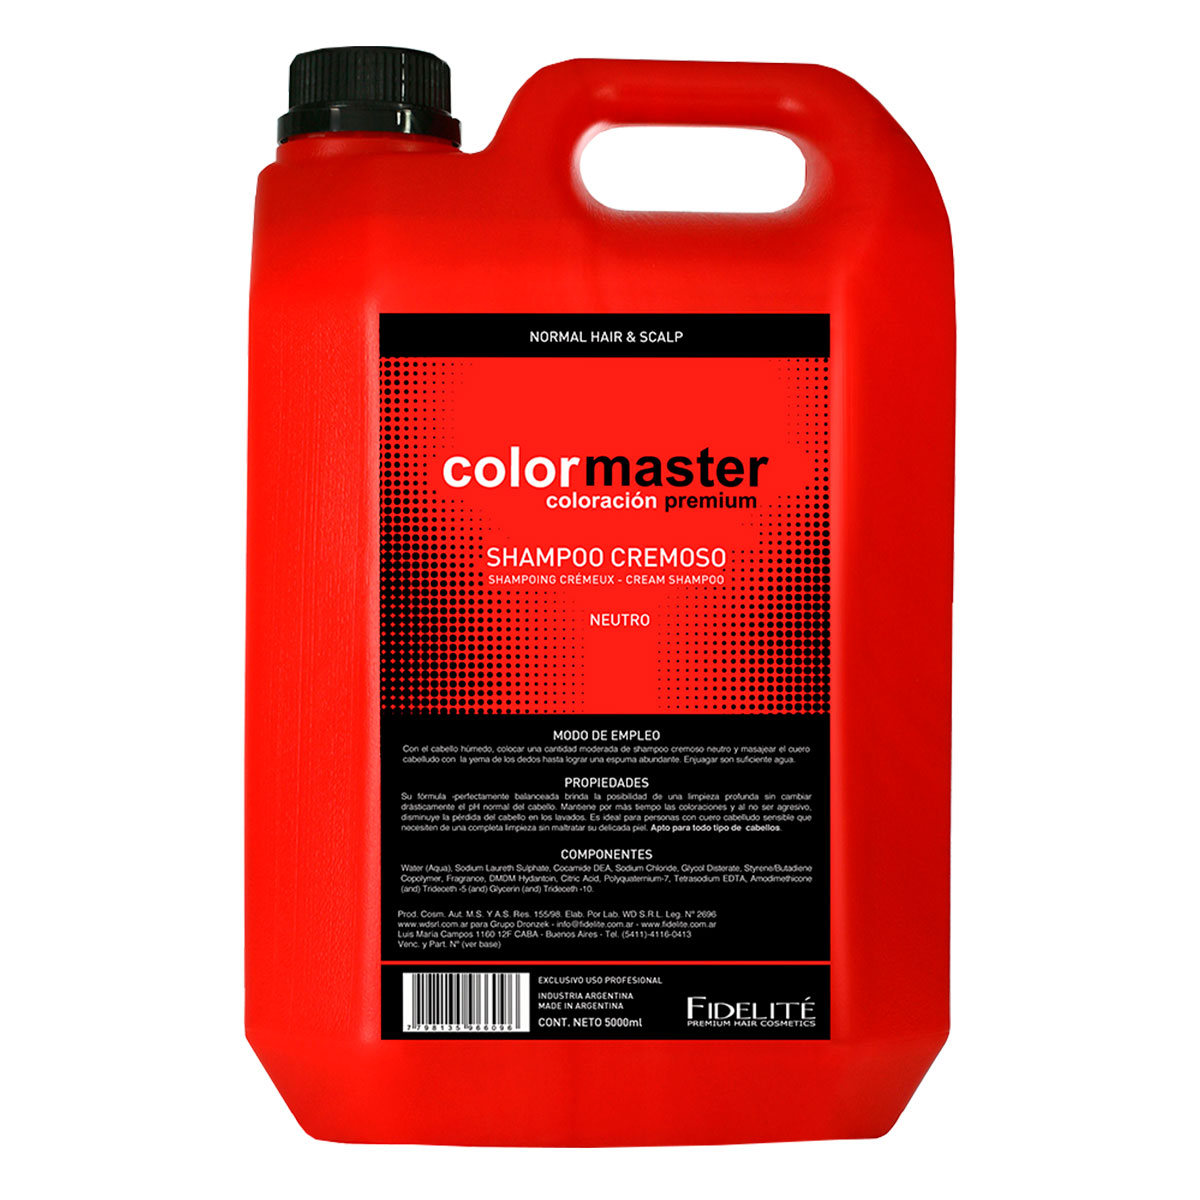 NORMAL HAIR & SCALP
colormaster
coloración premium
SHAMPOO CREMOSO
SHAMPOING CRÉMEUX - CREAM SHAMPOO
NEUTRO
MODO DE EMPLEO
Con el cabello húmedo, colocar una cantidad moderada de shampoo cremoso neutro y masajear el cuero
cabelludo con la yema de los dedos hasta lograr una espuma abundante. Enjuagar son suficiente agua.
PROPIEDADES
Su fórmula -perfectamente balanceada brinda la posibilidad de una limpieza profunda sin cambiar
drásticamente el pH normal del cabello. Mantiene por más tiempo las coloraciones y al no ser agresivo,
disminuye la pérdida del cabello en los lavados. Es ideal para personas con cuero cabelludo sensible que
necesiten de una completa limpieza sin maltratar su delicada piel. Apto para todo tipo de cabellos.
COMPONENTES
Water (Aqua), Sodium Laureth Sulphate, Cocamide DEA, Sodium Chloride, Glycol Disterate, Styrene/Butadiene
Copolymer, Fragrance, DMDM Hydantoin, Citric Acid, Polyquaternium-7, Tetrasodium EDTA, Amodimethicone
(and) Trideceth -5 (and) Glycerin (and) Trideceth -10.
Prod. Cosm. Aut. M.S. Y A.S. Res. 155/98. Elab. Por Lab. WD S.R.L. Leg. Nº 2696
www.wdsrl.com.ar para Grupo Dronzek - info@fidelite.com.ar - www.fidelite.com.ar
Luis Maria Campos 1160 12F CABA - Buenos Aires - Tel. (5411)-4116-0413
Venc. y Part. Nº (ver base)
EXCLUSIVO USO PROFESIONAL
INDUSTRIA ARGENTINA
MADE IN ARGENTINA
CONT. NETO 5000ml
7 798135 966096
FIDELITÉ
PREMIUM HAIR COSMETICS